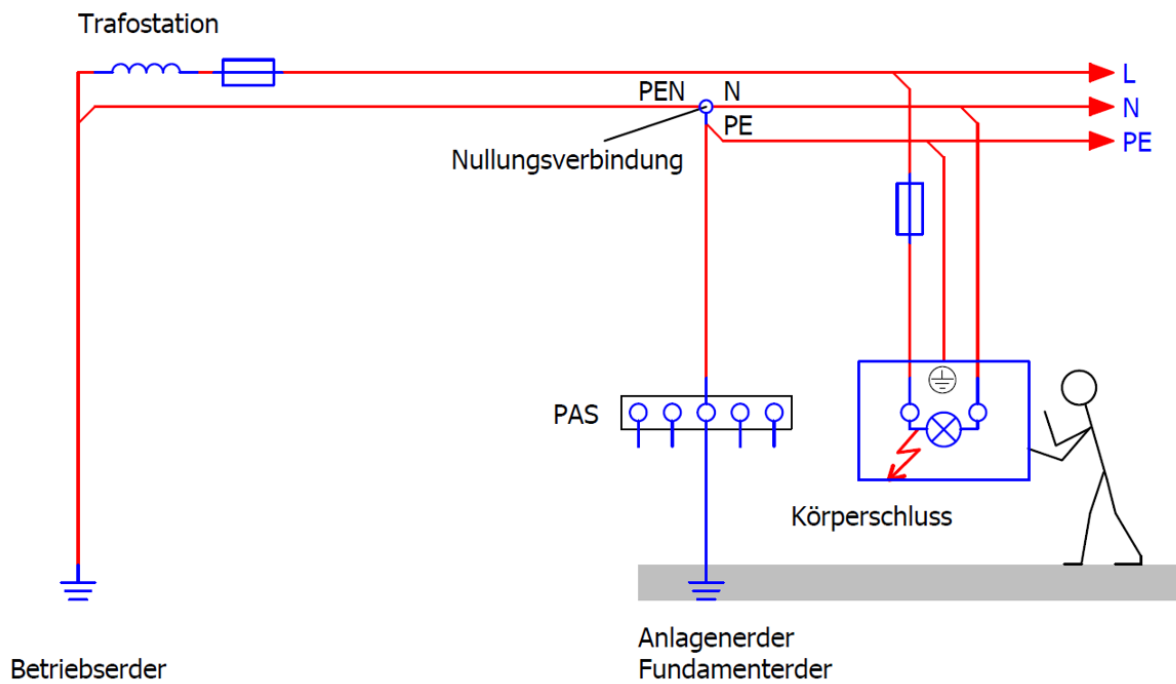 Trafostation
L
PEN N
N
PE
PE
Nullungsverbindung
PAS
Körperschluss
Anlagenerder
Fundamenterder
Betriebserder